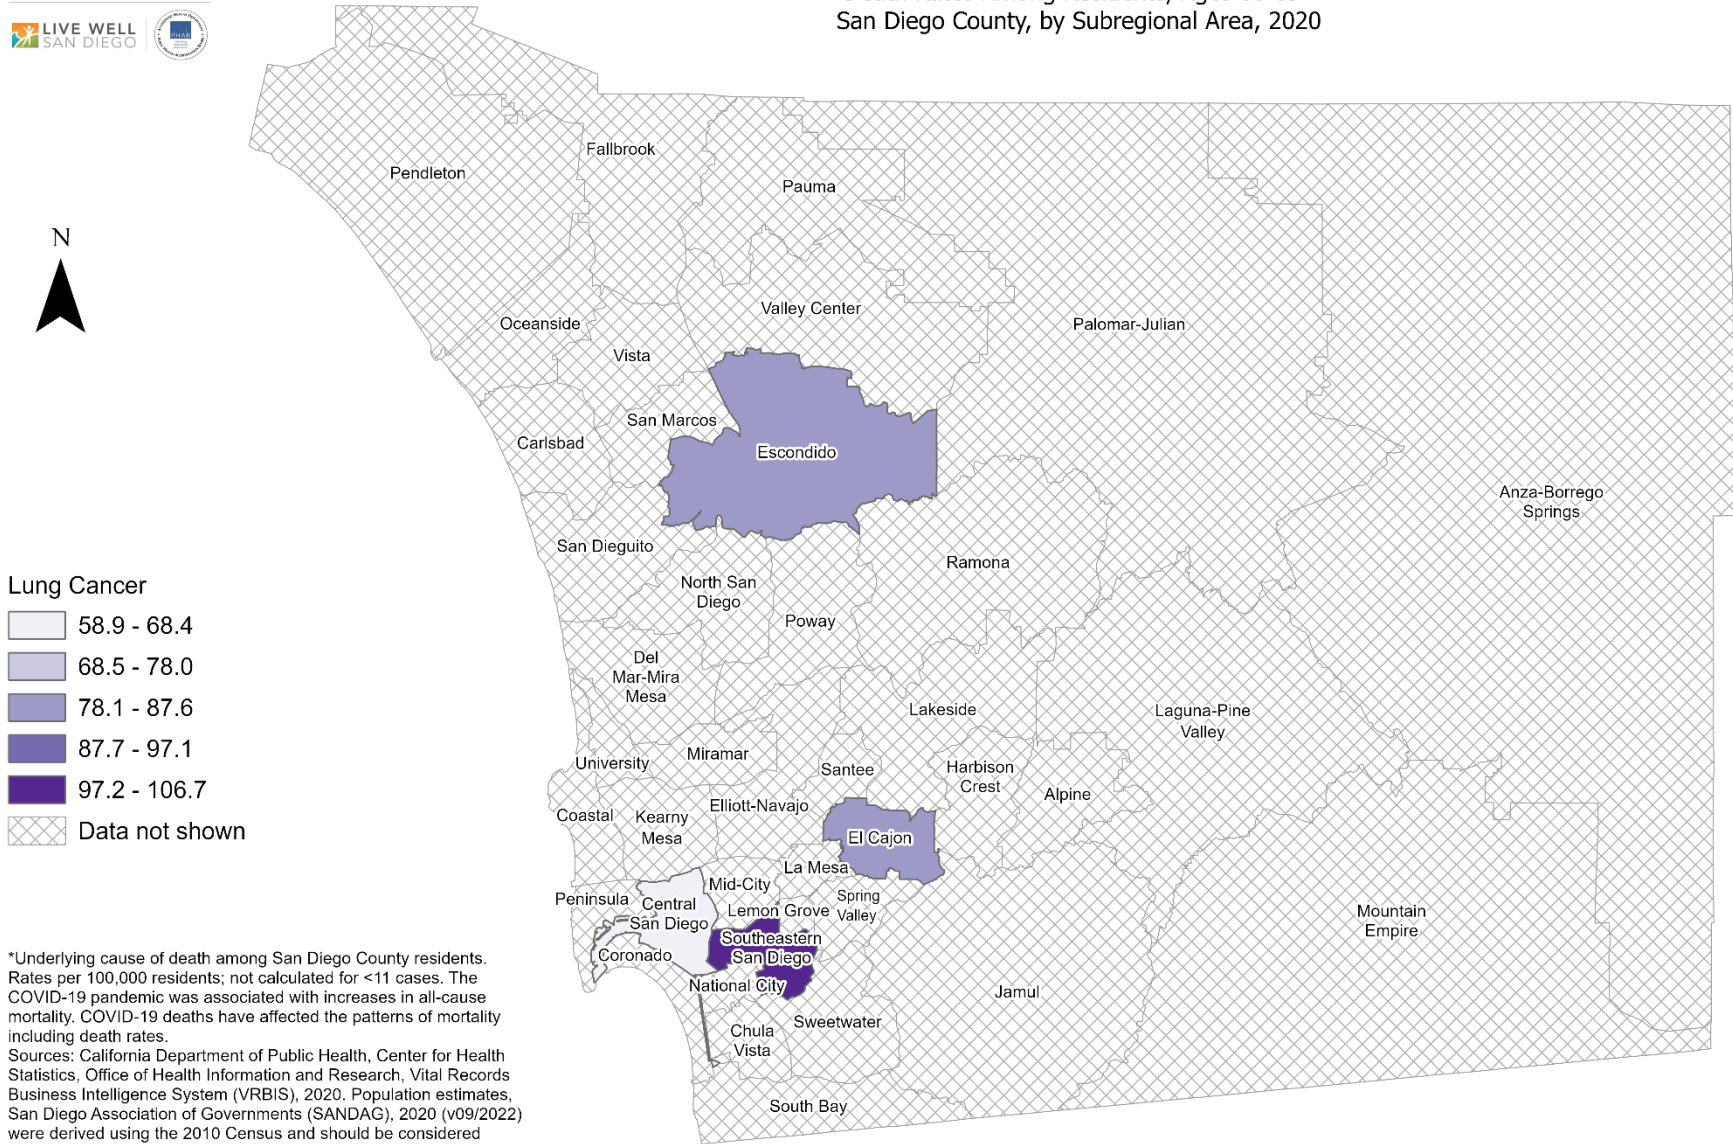 LIVE WELL
SAN DIEGO
PHAB
San Diego County, by Subregional Area, 2020
N
Pendleton
Fallbrook
Pauma
Oceanside
Vista
Valley Center
Palomar-Julian
San Marcos
Carlsbad
Escondido
Anza-Borrego
Springs
San Dieguito
North San
Diego
Ramona
Poway
Del
Mar-Mira
Mesa
Lakeside
Laguna-Pine
Valley
University
Miramar
Santee
Harbison
Crest
Alpine
Coastal
Kearny
Mesa
Elliott-Navajo
El Cajon
La Mesa
Peninsula
Central
San Diego
Mid-City
Lemon Grove
Spring
Valley
Southeastern
San Diego
Coronado
National City
Mountain
Empire
Jamul
Chula
Vista
Sweetwater
South Bay
Lung Cancer
58.9 - 68.4
68.5 - 78.0
78.1 - 87.6
87.7 - 97.1
97.2 - 106.7
Data not shown
*Underlying cause of death among San Diego County residents.
Rates per 100,000 residents; not calculated for <11 cases. The
COVID-19 pandemic was associated with increases in all-cause
mortality. COVID-19 deaths have affected the patterns of mortality
including death rates.
Sources: California Department of Public Health, Center for Health
Statistics, Office of Health Information and Research, Vital Records
Business Intelligence System (VRBIS), 2020. Population estimates,
San Diego Association of Governments (SANDAG), 2020 (v09/2022)
were derived using the 2010 Census and should be considered